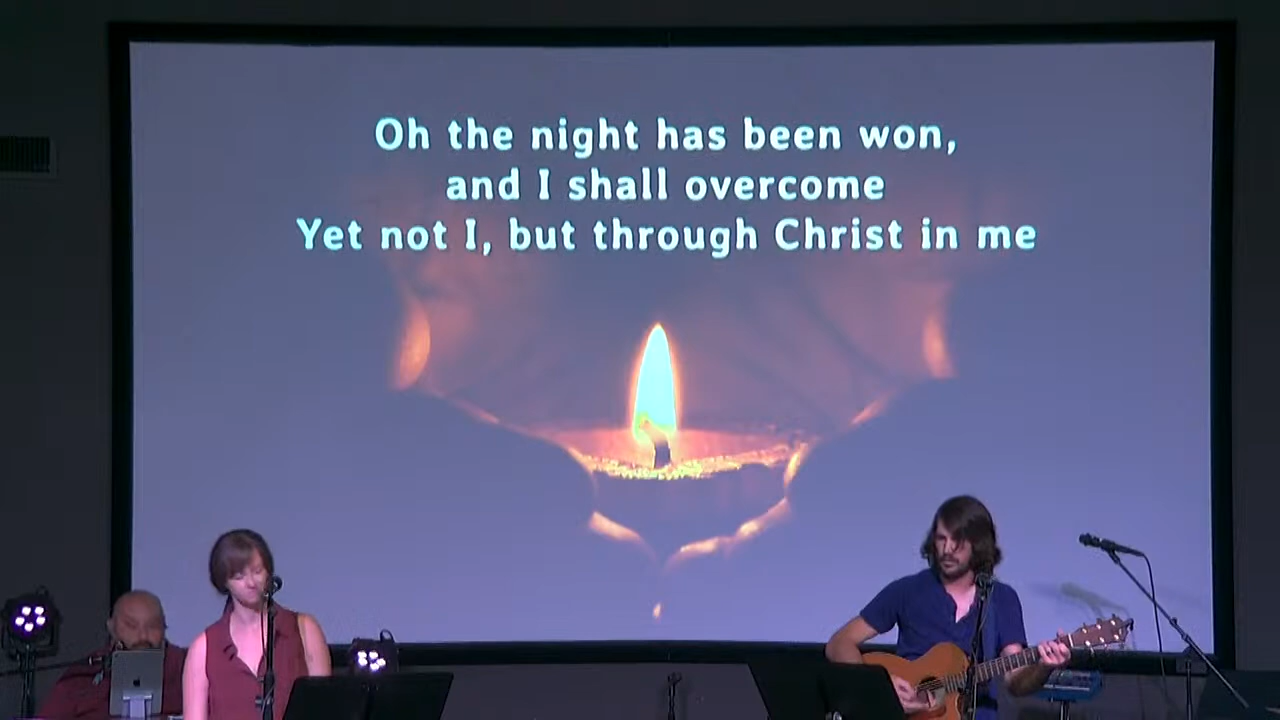 Oh the night has been won,
and I shall overcome
Yet not I, but through Christ in me